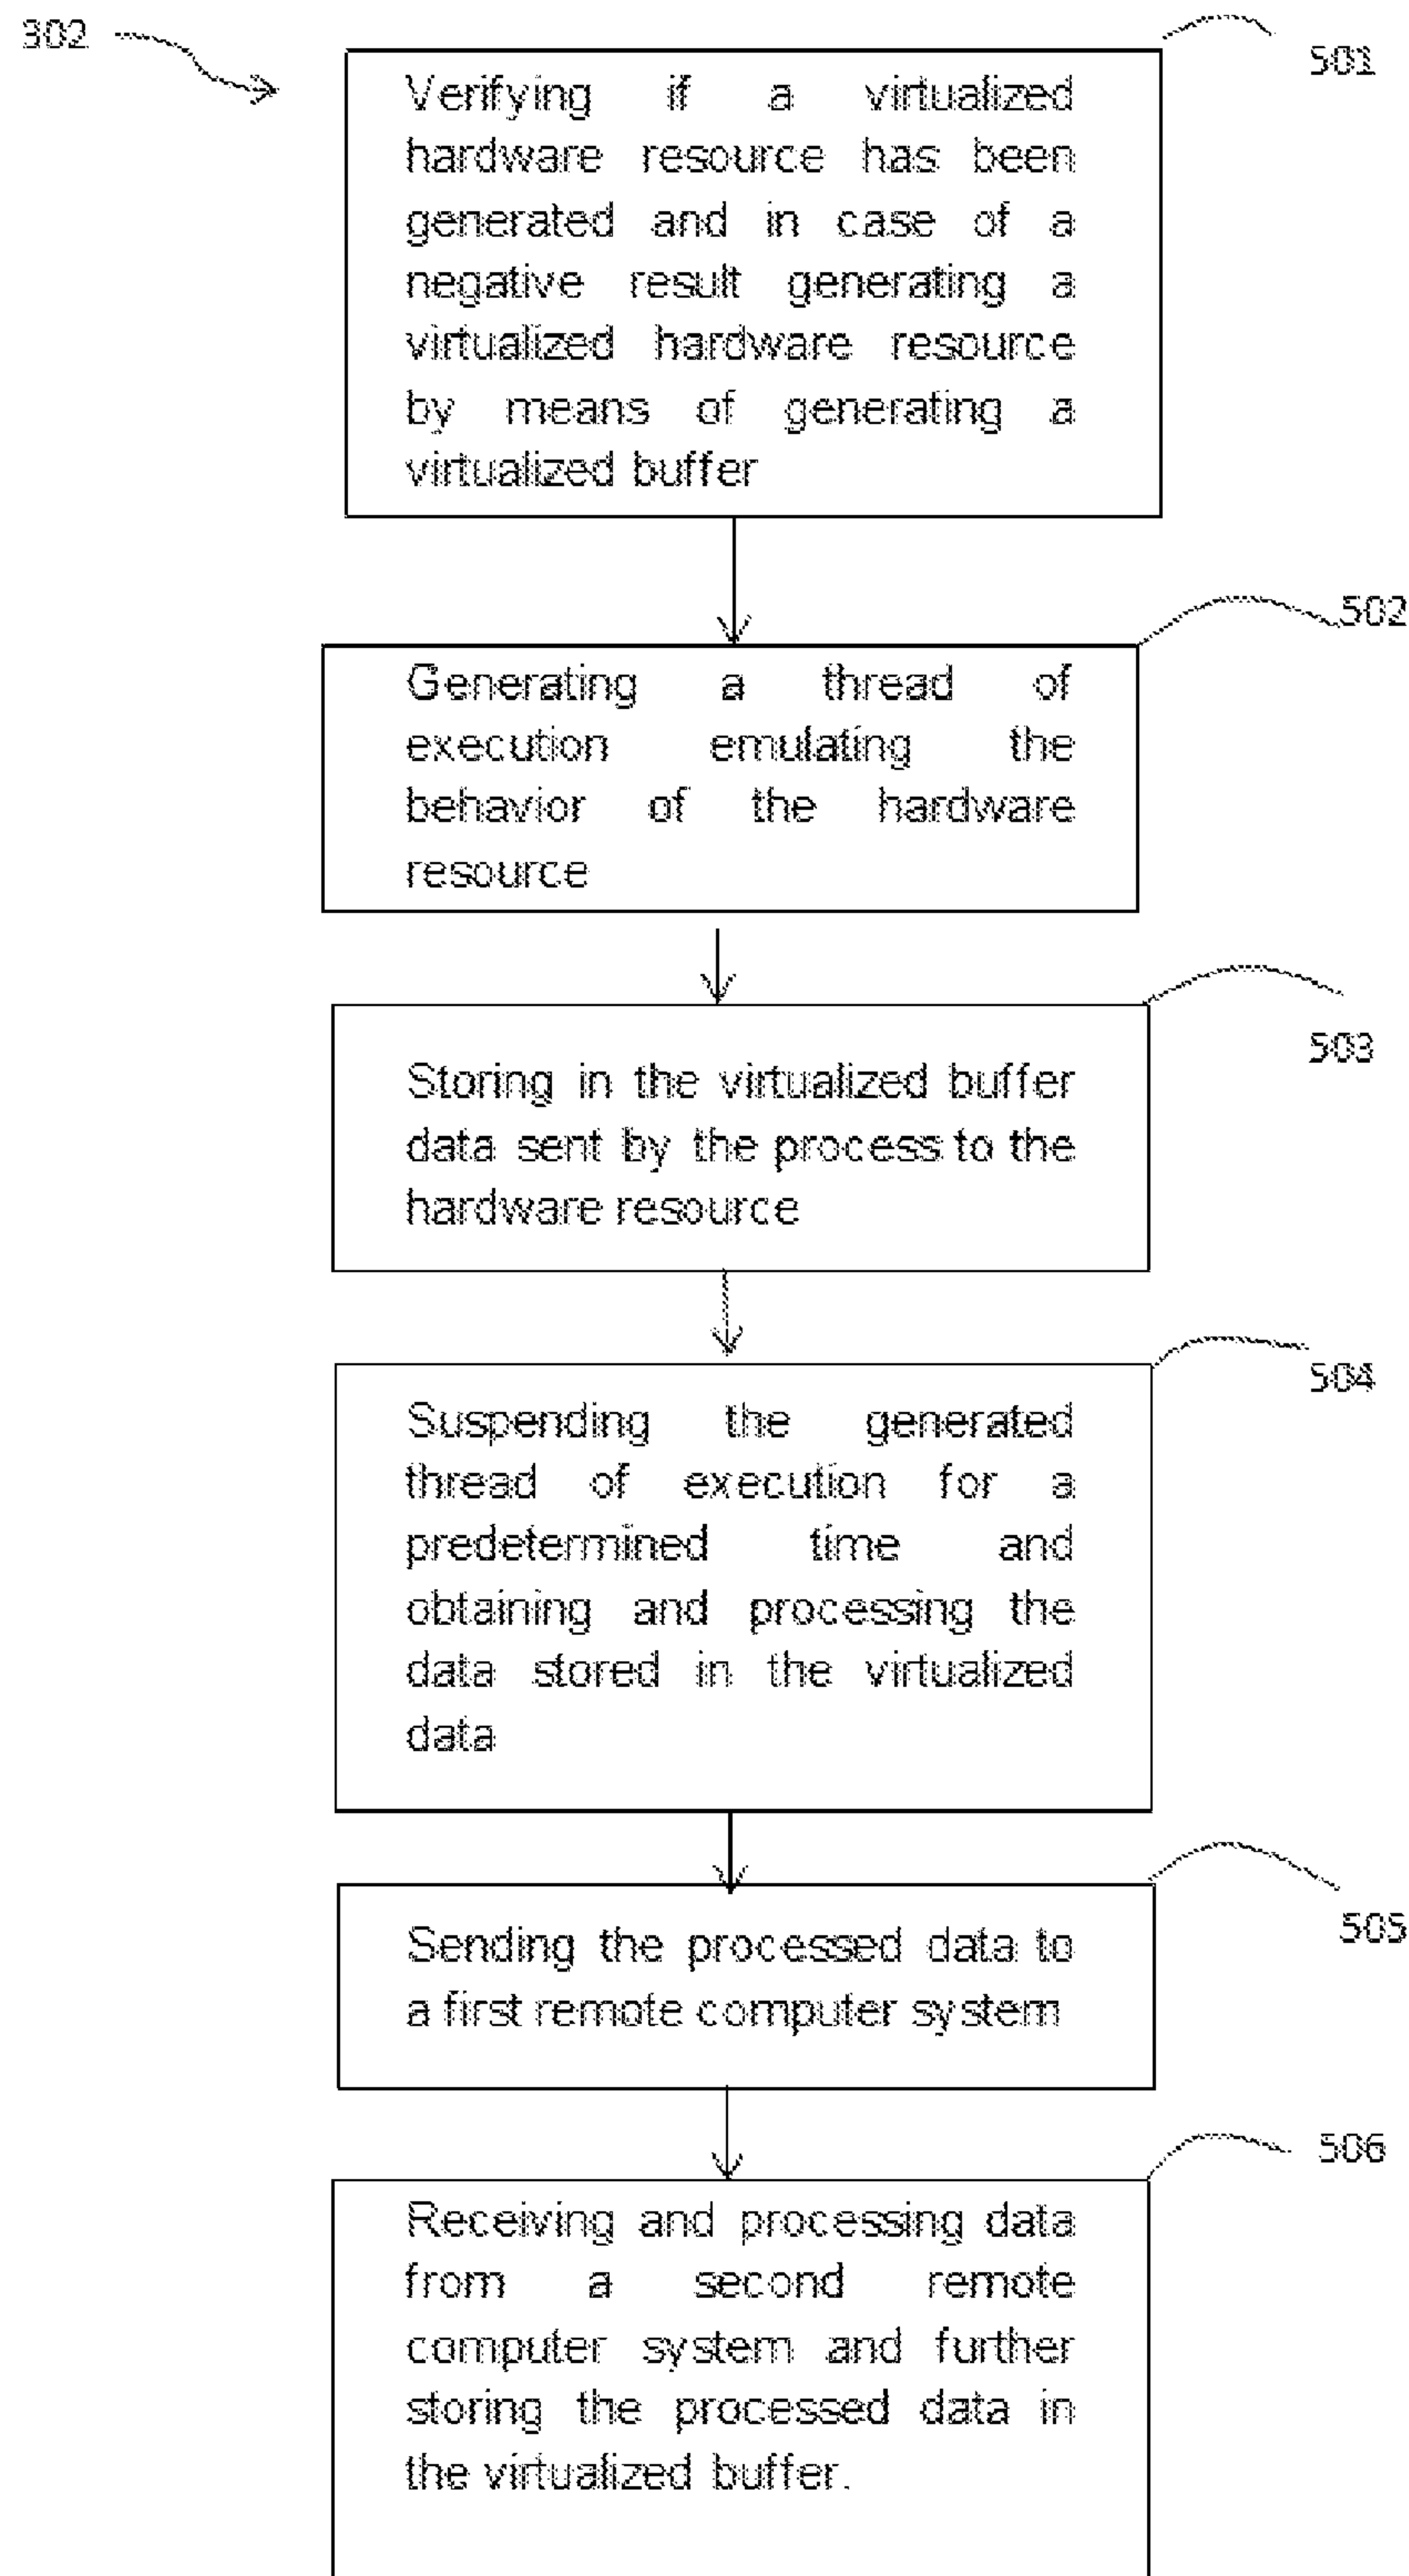 302
501
Verifying if a virtualized
hardware resource has been
generated and in case of a
negative result generating a
virtualized hardware resource
by means of generating a
virtualized buffer
502
Generating a thread of
execution emulating the
behavior of the hardware
resource
503
Storing in the virtualized buffer
data sent by the process to the
hardware resource
504
Suspending the generated
thread of execution for a
predetermined time and
obtaining and processing the
data stored in the virtualized
data
505
Sending the processed data to
a first remote computer system
506
Receiving and processing data
from a second remote
computer system and further
storing the processed data in
the virtualized buffer.